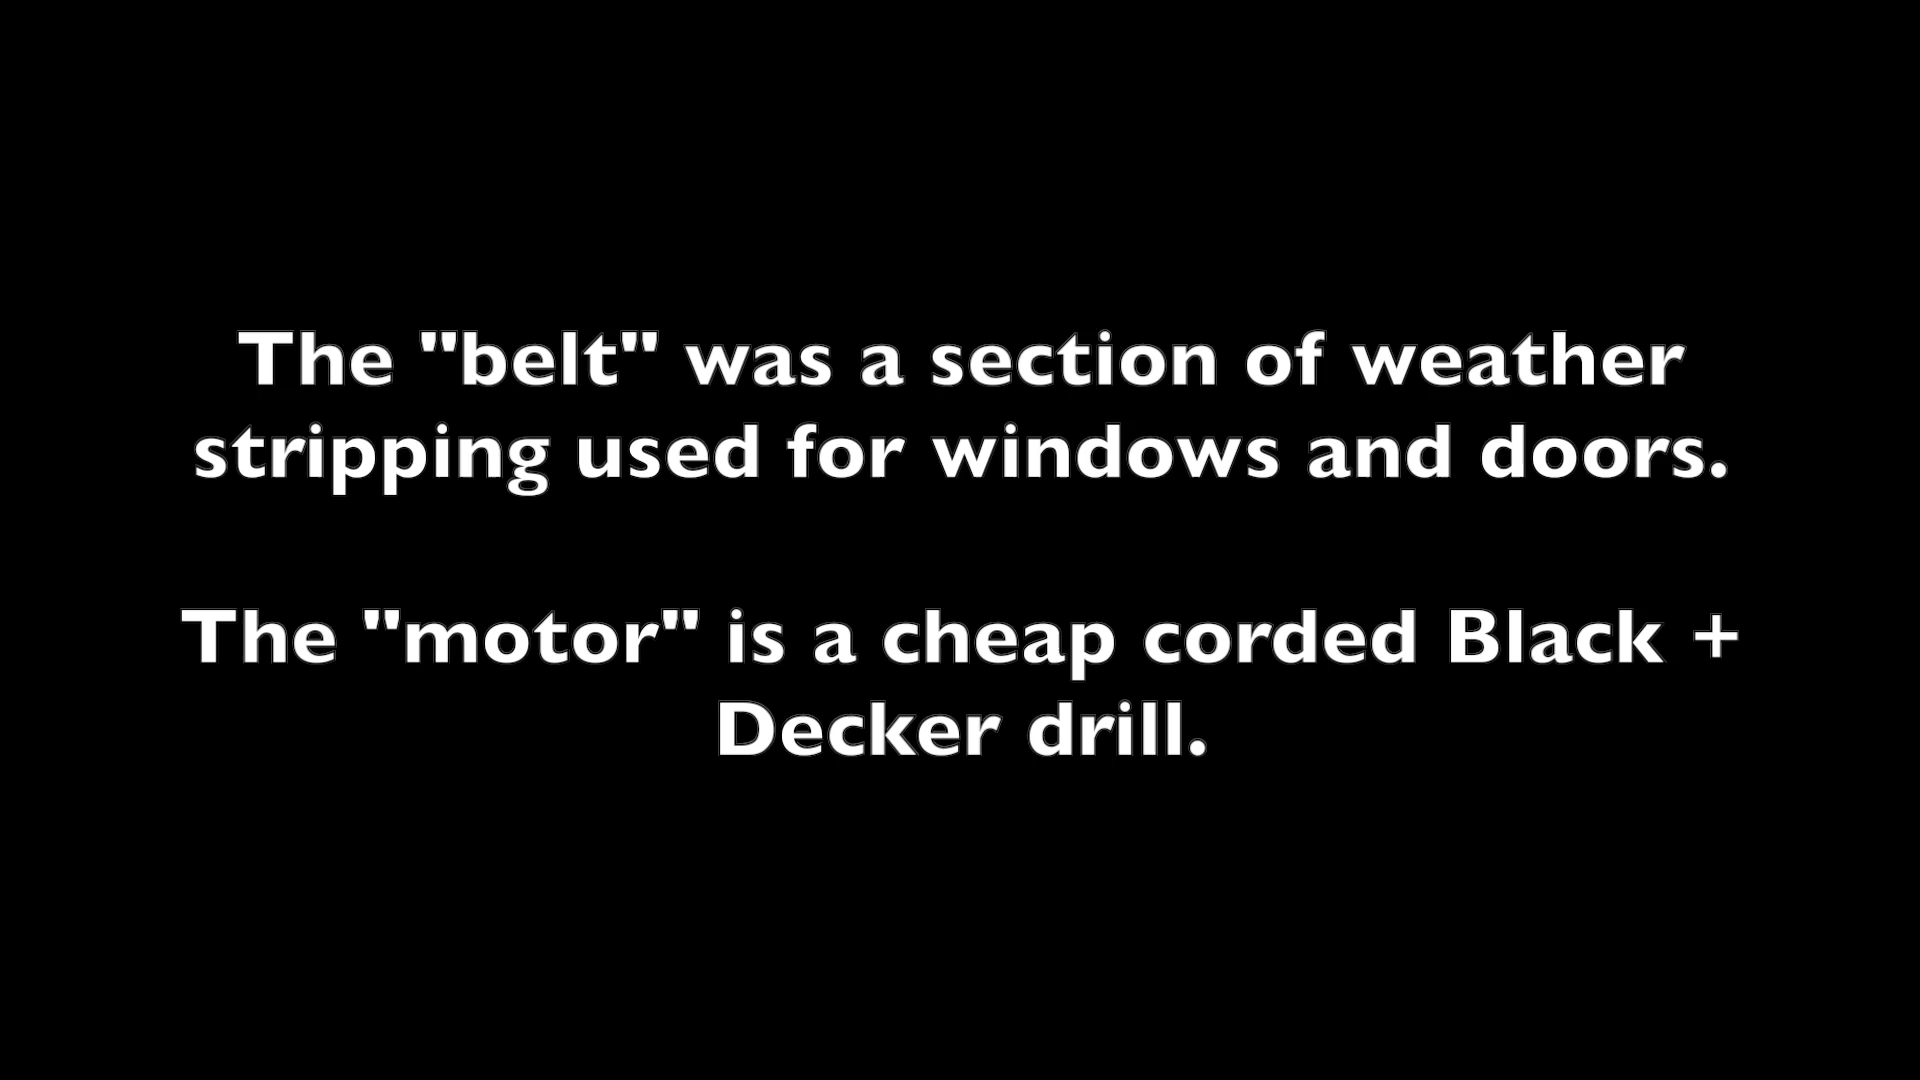 The "belt" was a section of weather
stripping used for windows and doors.
The "motor" is a cheap corded Black +
Decker drill.